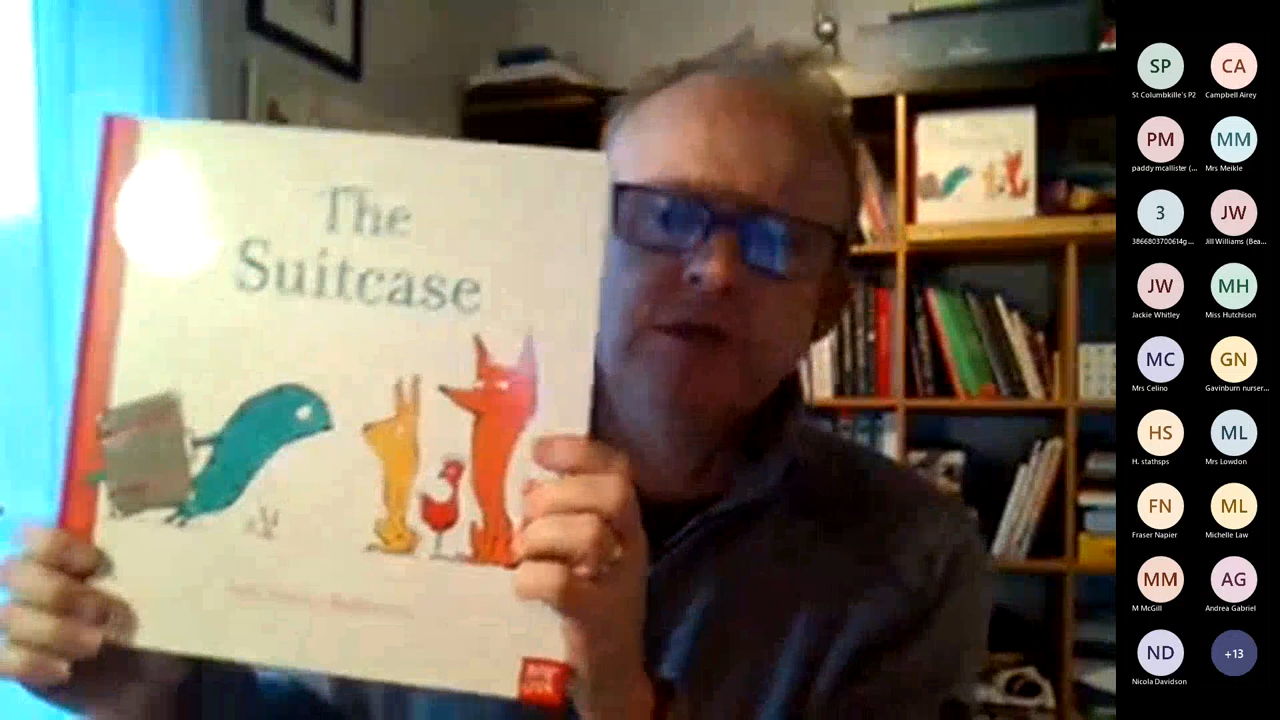 The
Suitcase
SP
CA
St Columbkille's P2
Campbell Airey
PM
MM
paddy mcallister (...
Mrs Meikle
3
JW
3866803700614g...
Jill Williams (Bea...
JW
MH
Jackie Whitley
Miss Hutchison
MC
GN
Mrs Celino
Gavinburn nurser...
HS
ML
H. stathsps
Mrs Lowdon
FN
ML
Fraser Napier
Michelle Law
MM
AG
M McGill
Andrea Gabriel
ND
+13
Nicola Davidson